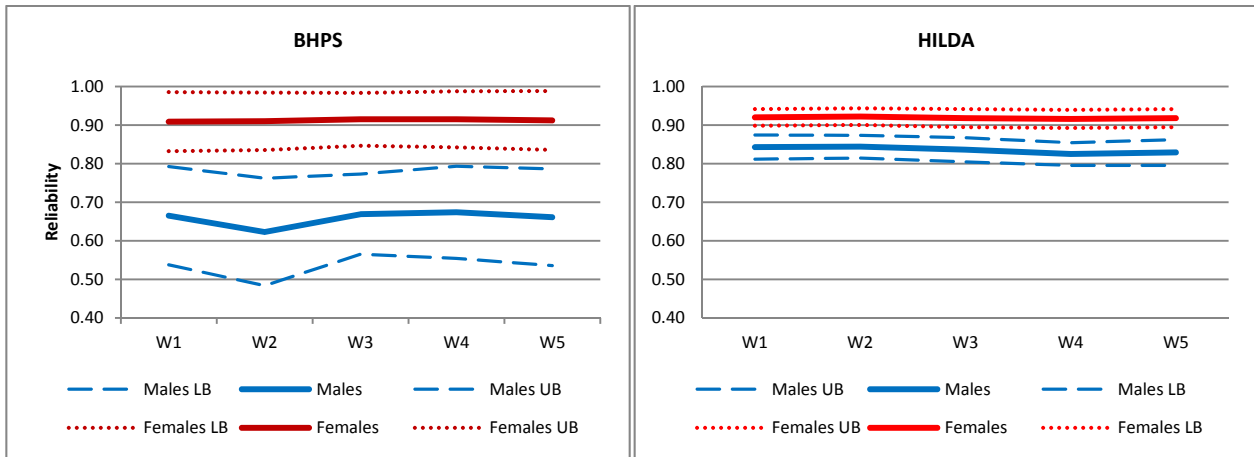 BHPS
Reliability
1.00
0.90
0.80
0.70
0.60
0.50
0.40
W1 W2 W3 W4 W5
Males LB Males Males UB
Females LB Females Females UB
HILDA
1.00
0.90
0.80
0.70
0.60
0.50
0.40
W1 W2 W3 W4 W5
Males UB Males Males LB
Females UB Females Females LB